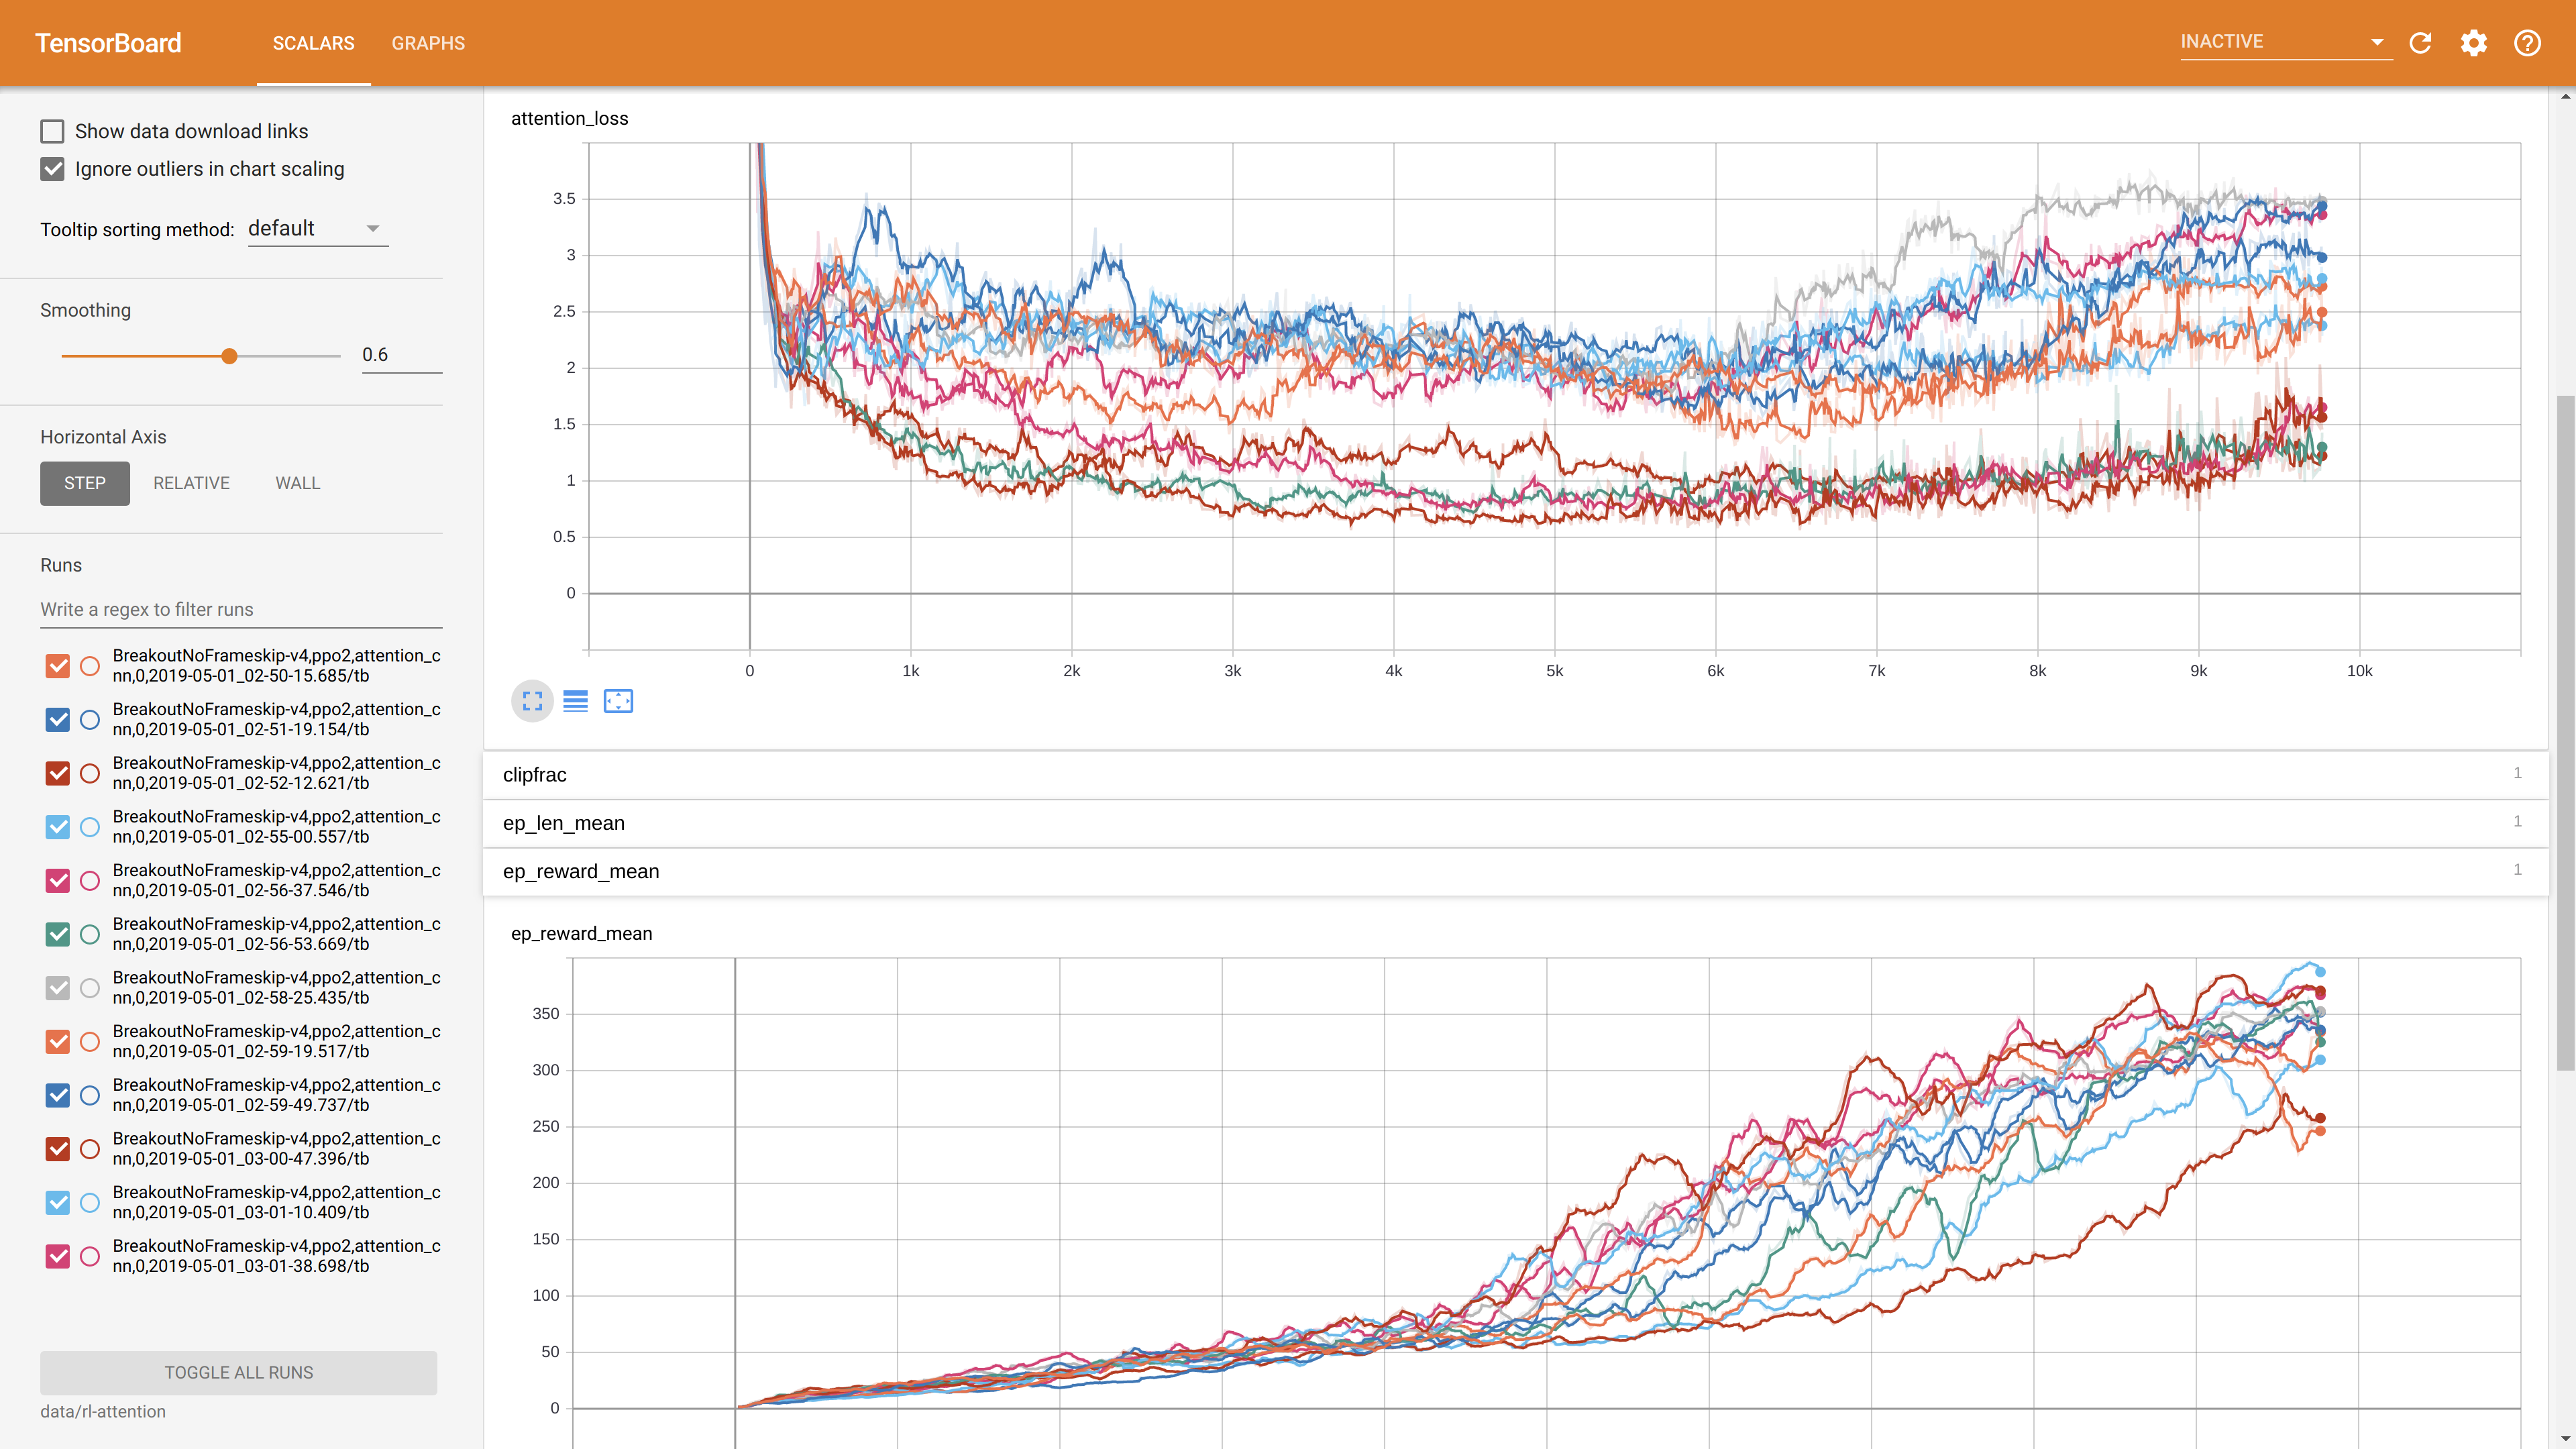 TensorBoard
SCALARS
GRAPHS
INACTIVE
Show data download links
Ignore outliers in chart scaling
Tooltip sorting method:
default
Smoothing
0.6
Horizontal Axis
STEP
RELATIVE
WALL
Runs
Write a regex to filter runs
BreakoutNoFrameskip-v4,ppo2,attention_c
nn,0,2019-05-01_02-50-15.685/tb
BreakoutNoFrameskip-v4,ppo2,attention_c
nn,0,2019-05-01_02-51-19.154/tb
BreakoutNoFrameskip-v4,ppo2,attention_c
nn,0,2019-05-01_02-52-12.621/tb
BreakoutNoFrameskip-v4,ppo2,attention_c
nn,0,2019-05-01_02-55-00.557/tb
BreakoutNoFrameskip-v4,ppo2,attention_c
nn,0,2019-05-01_02-56-37.546/tb
BreakoutNoFrameskip-v4,ppo2,attention_c
nn,0,2019-05-01_02-56-53.669/tb
BreakoutNoFrameskip-v4,ppo2,attention_c
nn,0,2019-05-01_02-58-25.435/tb
BreakoutNoFrameskip-v4,ppo2,attention_c
nn,0,2019-05-01_02-59-19.517/tb
BreakoutNoFrameskip-v4,ppo2,attention_c
nn,0,2019-05-01_02-59-49.737/tb
BreakoutNoFrameskip-v4,ppo2,attention_c
nn,0,2019-05-01_03-00-47.396/tb
BreakoutNoFrameskip-v4,ppo2,attention_c
nn,0,2019-05-01_03-01-10.409/tb
BreakoutNoFrameskip-v4,ppo2,attention_c
nn,0,2019-05-01_03-01-38.698/tb
TOGGLE ALL RUNS
data/rl-attention
attention_loss
3.5
3
2.5
2
1.5
1
0.5
0
0 1k 2k 3k 4k 5k 6k 7k 8k 9k 10k
clipfrac 1
ep_len_mean 1
ep_reward_mean 1
ep_reward_mean
350
300
250
200
150
100
50
0